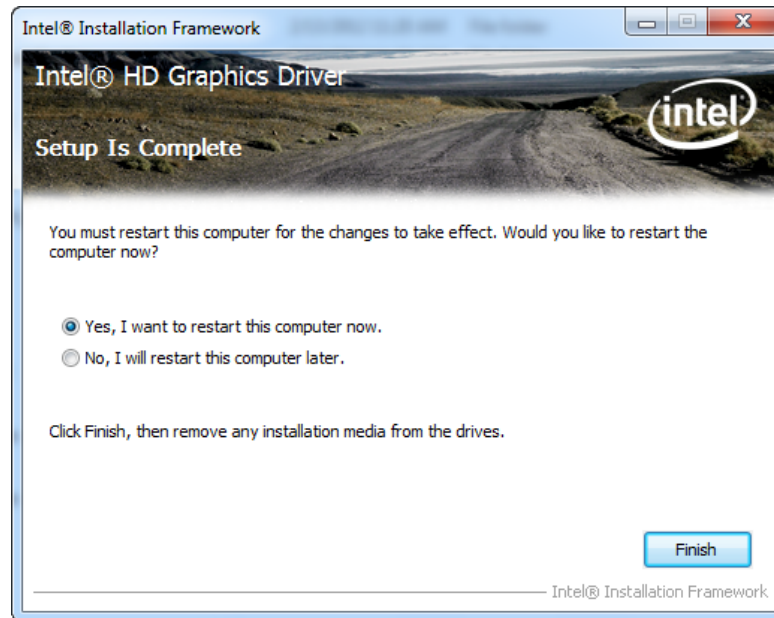 Intel® Installation Framework
Intel® HD Graphics Driver
intel
Setup Is Complete
You must restart this computer for the changes to take effect. Would you like to restart the
computer now?
Yes, I want to restart this computer now.
No, I will restart this computer later.
Click Finish, then remove any installation media from the drives.
Finish
Intel® Installation Framework